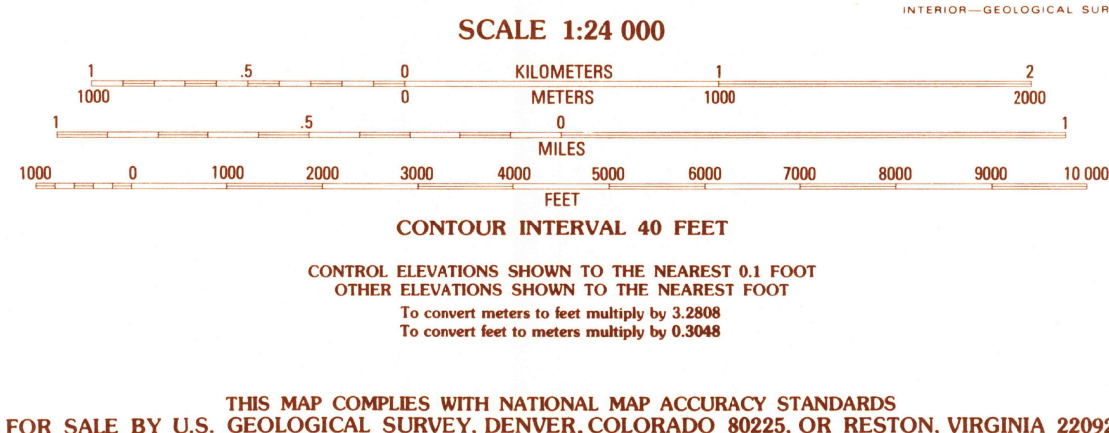 INTERIOR—GEOLOGICAL SUR
SCALE 1:24 000
1 .5 0 KILOMETERS 1 2
1000 0 METERS 1000 2000
1 .5 0 1
MILES
1000 0 1000 2000 3000 4000 5000 6000 7000 8000 9000 10 000
FEET
CONTOUR INTERVAL 40 FEET
CONTROL ELEVATIONS SHOWN TO THE NEAREST 0.1 FOOT
OTHER ELEVATIONS SHOWN TO THE NEAREST FOOT
To convert meters to feet multiply by 3.2808
To convert feet to meters multiply by 0.3048
THIS MAP COMPLIES WITH NATIONAL MAP ACCURACY STANDARDS
FOR SALE BY U.S. GEOLOGICAL SURVEY, DENVER, COLORADO 80225, OR RESTON, VIRGINIA 22092